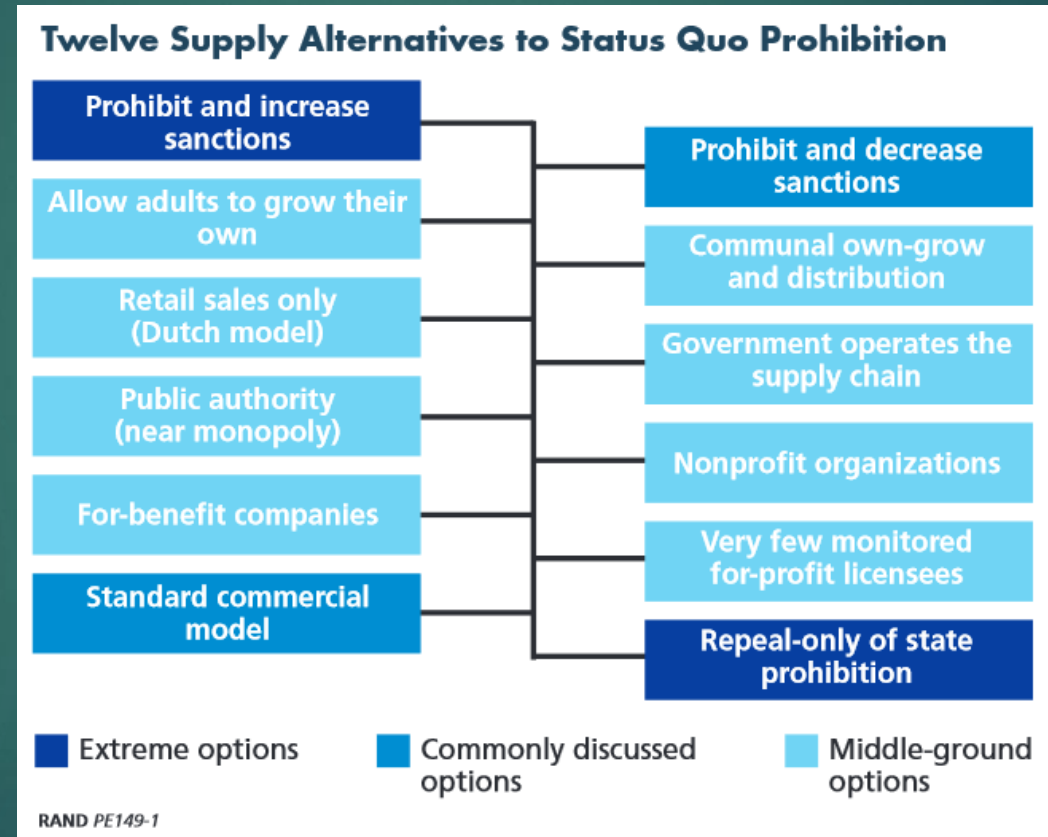 Twelve Supply Alternatives to Status Quo Prohibition
Prohibit and increase
sanctions
Prohibit and decrease
sanctions
Allow adults to grow their
own
Communal own-grow
and distribution
Retail sales only
(Dutch model)
Government operates the
supply chain
Public authority
(near monopoly)
Nonprofit organizations
For-benefit companies
Very few monitored
for-profit licensees
Standard commercial
model
Repeal-only of state
prohibition
Extreme options
Commonly discussed
options
Middle-ground
options
RAND PE149-1